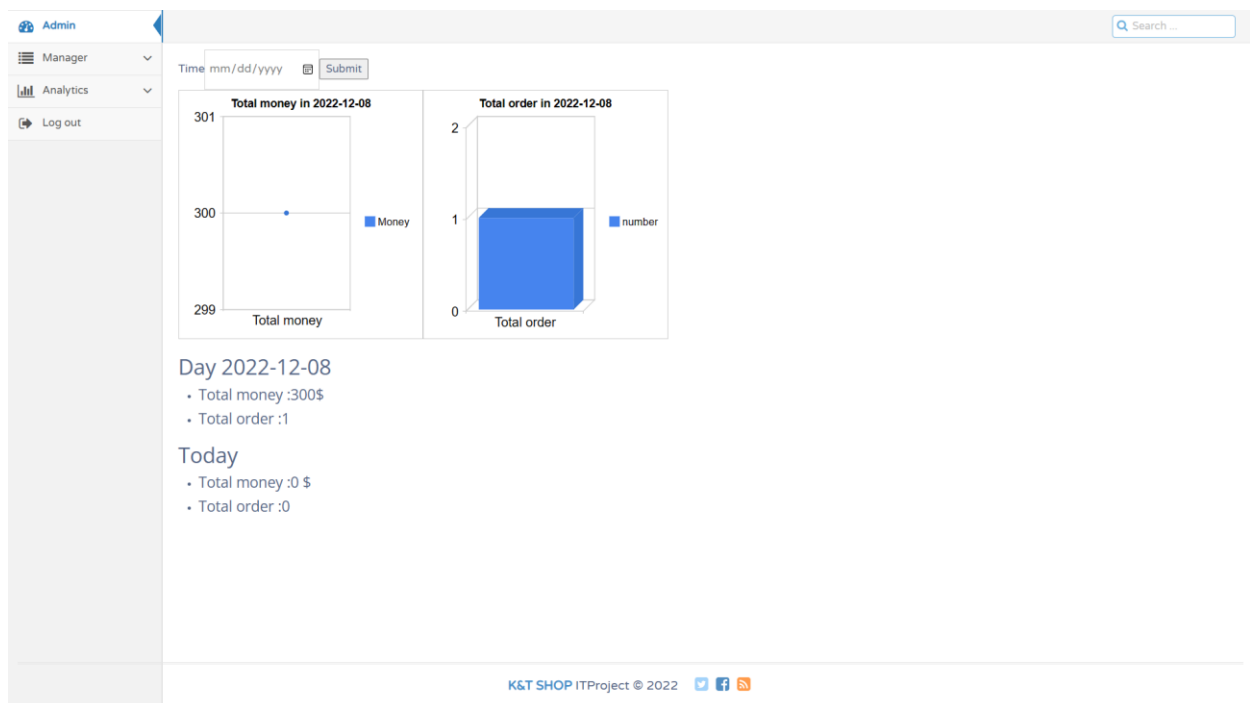 Admin
Search ...
Manager
Analytics
Log out
Time mm/dd/yyyy Submit
Total money in 2022-12-08
301
300
299
Total money
Money
Total order in 2022-12-08
2
1
0
Total order
number
Day 2022-12-08
• Total money :300$
• Total order :1
Today
• Total money :0 $
• Total order :0
K&T SHOP ITProject © 2022